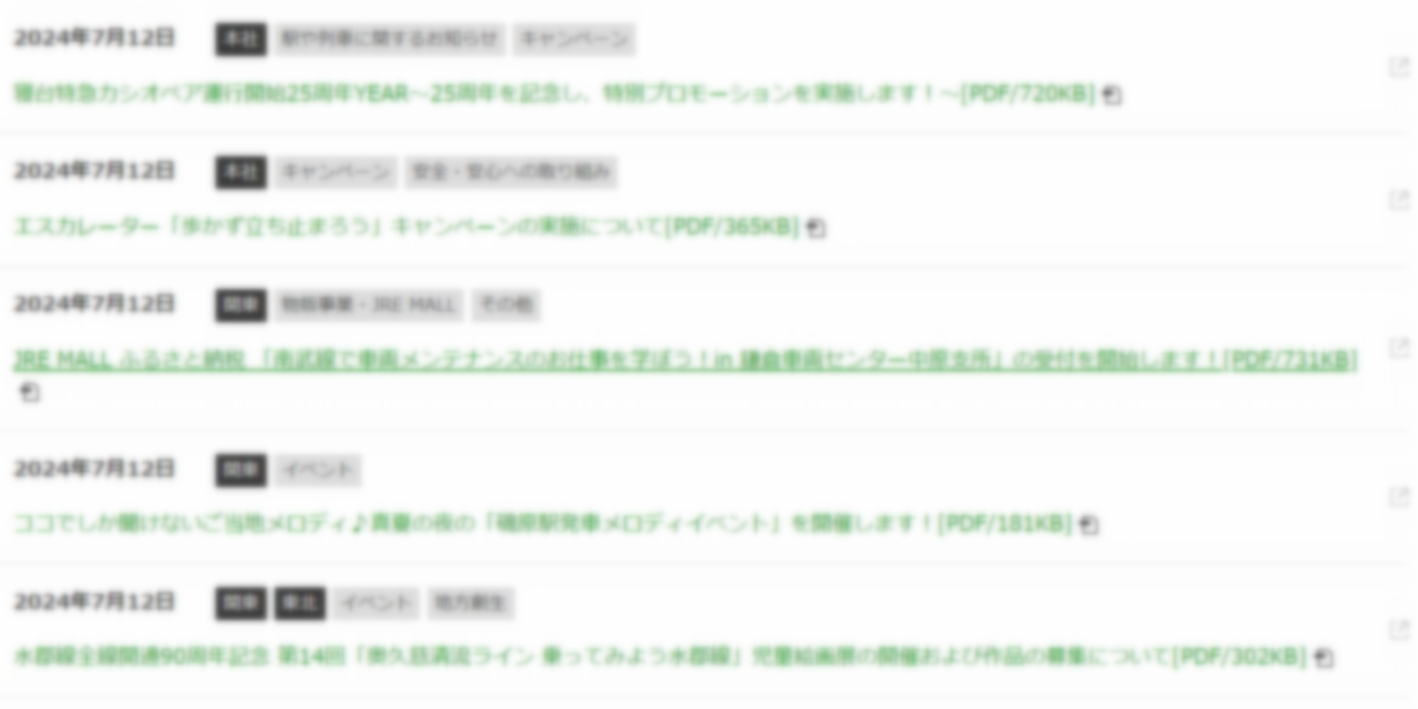 2024年7月12日 本社 駅や列車に関するお知らせ キャンペーン
寝台特急カシオペア運行開始25周年YEAR～25周年を記念し、特別プロモーションを実施します！～[PDF/720KB]
2024年7月12日 本社 キャンペーン 安全・安心への取り組み
エスカレーター「歩かず立ち止まろう」キャンペーンの実施について[PDF/365KB]
2024年7月12日 関東 物販事業・JRE MALL その他
JRE MALL ふるさと納税 「南武線で車両メンテナンスのお仕事を学ぼう！in 鎌倉車両センター中原支所」の受付を開始します！[PDF/731KB]
2024年7月12日 関東 イベント
ココでしか聞けないご当地メロディ♪真夏の夜の「磯原駅発車メロディイベント」を開催します！[PDF/181KB]
2024年7月12日 関東 東北 イベント 地方創生
水郡線全線開通90周年記念 第14回「奥久慈清流ライン 乗ってみよう水郡線」児童絵画展の開催および作品の募集について[PDF/302KB]